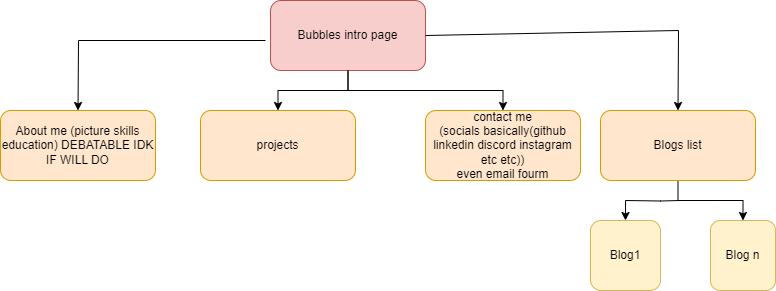 Bubbles intro page
About me (picture skills
education) DEBATABLE IDK
IF WILL DO
projects
contact me
(socials basically(github
linkedin discord instagram
etc etc))
even email fourm
Blogs list
Blog1
Blog n